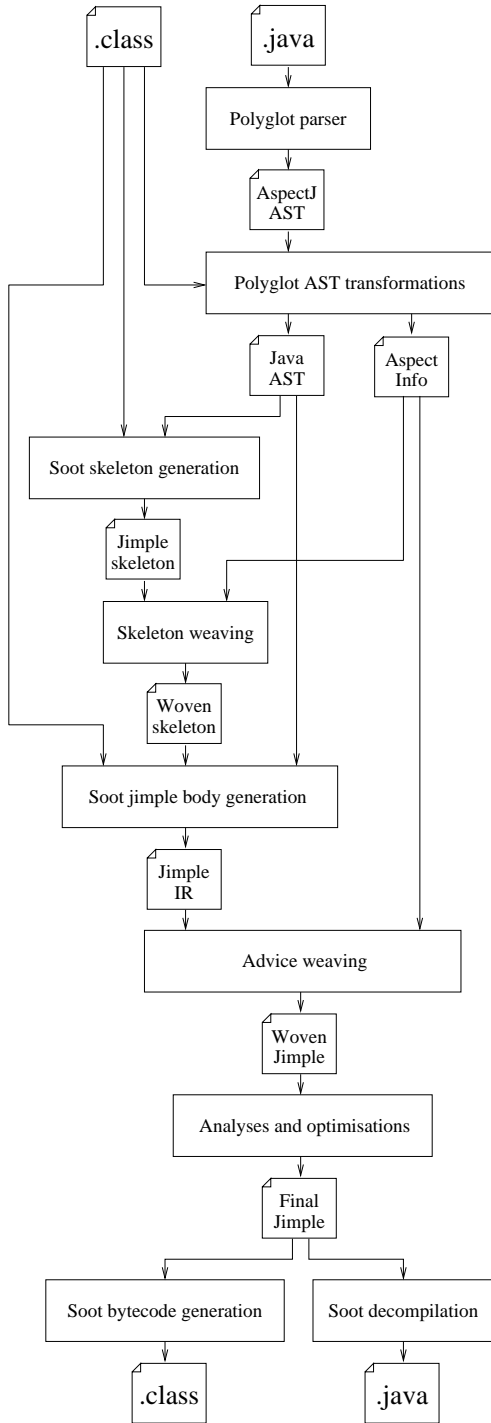 .class
.java
Polyglot parser
AspectJ
AST
Polyglot AST transformations
Java
AST
Aspect
Info
Soot skeleton generation
Jimple
skeleton
Skeleton weaving
Woven
skeleton
Soot jimple body generation
Jimple
IR
Advice weaving
Woven
Jimple
Analyses and optimisations
Final
Jimple
Soot bytecode generation
Soot decompilation
.class
.java